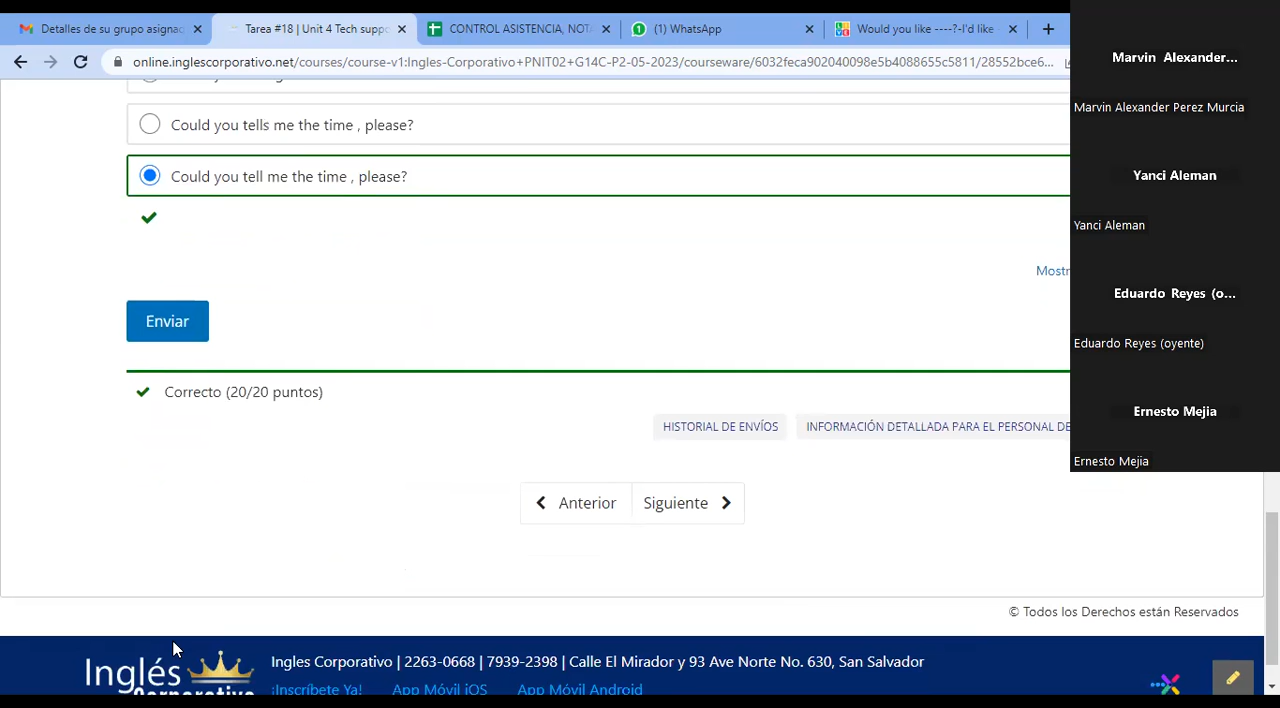 Detalles de su grupo asignac
Tarea #18 | Unit 4 Tech suppo
CONTROL ASISTENCIA, NOTA
(1) WhatsApp
Would you like ----?-I'd like
online.inglescorporativo.net/courses/course-v1:Ingles-Corporativo+PNIT02+G14C-P2-05-2023/courseware/6032feca902040098e5b4088655c5811/28552bce6...
Could you tells me the time , please?
Could you tell me the time , please?
Mostr
Enviar
Correcto (20/20 puntos)
HISTORIAL DE ENVÍOS
INFORMACIÓN DETALLADA PARA EL PERSONAL DE
Anterior
Siguiente
© Todos los Derechos están Reservados
Inglés
Corporativo
Ingles Corporativo | 2263-0668 | 7939-2398 | Calle El Mirador y 93 Ave Norte No. 630, San Salvador
¡Inscríbete Ya!
App Móvil iOS
App Móvil Android
Marvin Alexander...
Marvin Alexander Perez Murcia
Yanci Aleman
Yanci Aleman
Eduardo Reyes (o...
Eduardo Reyes (oyente)
Ernesto Mejia
Ernesto Mejia